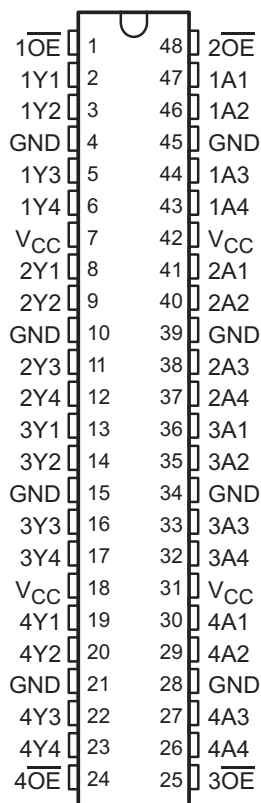 1O̅E̅ 1 48 2O̅E̅
1Y1 2 47 1A1
1Y2 3 46 1A2
GND 4 45 GND
1Y3 5 44 1A3
1Y4 6 43 1A4
VCC 7 42 VCC
2Y1 8 41 2A1
2Y2 9 40 2A2
GND 10 39 GND
2Y3 11 38 2A3
2Y4 12 37 2A4
3Y1 13 36 3A1
3Y2 14 35 3A2
GND 15 34 GND
3Y3 16 33 3A3
3Y4 17 32 3A4
VCC 18 31 VCC
4Y1 19 30 4A1
4Y2 20 29 4A2
GND 21 28 GND
4Y3 22 27 4A3
4Y4 23 26 4A4
4O̅E̅ 24 25 3O̅E̅